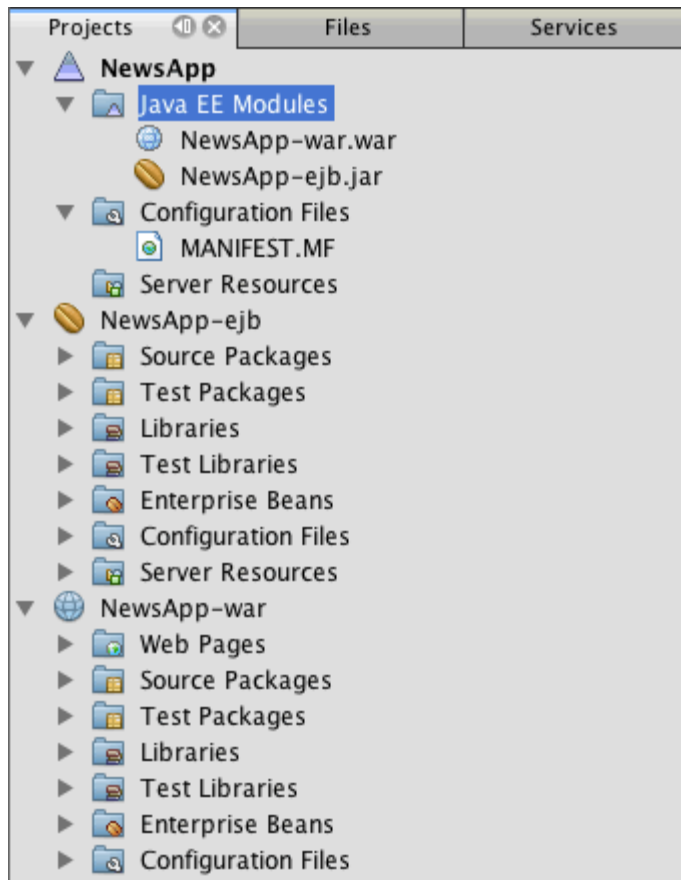 Projects Files Services
NewsApp
Java EE Modules
NewsApp-war.war
NewsApp-ejb.jar
Configuration Files
MANIFEST.MF
Server Resources
NewsApp-ejb
Source Packages
Test Packages
Libraries
Test Libraries
Enterprise Beans
Configuration Files
Server Resources
NewsApp-war
Web Pages
Source Packages
Test Packages
Libraries
Test Libraries
Enterprise Beans
Configuration Files